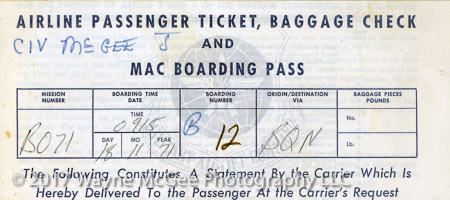 AIRLINE PASSENGER TICKET, BAGGAGE CHECK
CIV McGEE J
AND
MAC BOARDING PASS
MISSION NUMBER
BOARDING TIME DATE
BOARDING NUMBER
ORIGIN/DESTINATION VIA
BAGGAGE PIECES POUNDS
B071
TIME
0915
DAY MO YEAR
18 11 71
B 12
BQN
No.
Lb.
The Following Constitutes A Statement By the Carrier Which Is
Hereby Delivered To the Passenger At the Carrier's Request
© 2017 Wayne McGee Photography LLC